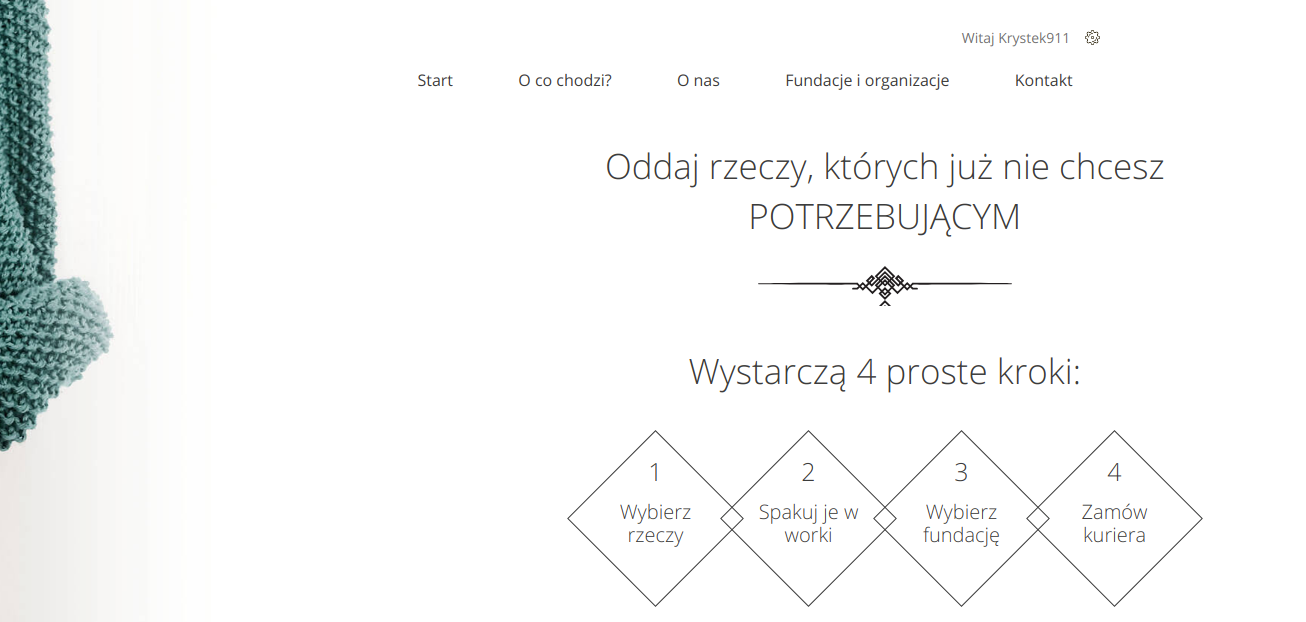 Witaj Krystek911
Start O co chodzi? O nas Fundacje i organizacje Kontakt
Oddaj rzeczy, których już nie chcesz
POTRZEBUJĄCYM
Wystarczą 4 proste kroki:
1
Wybierz
rzeczy
2
Spakuj je w
worki
3
Wybierz
fundację
4
Zamów
kuriera